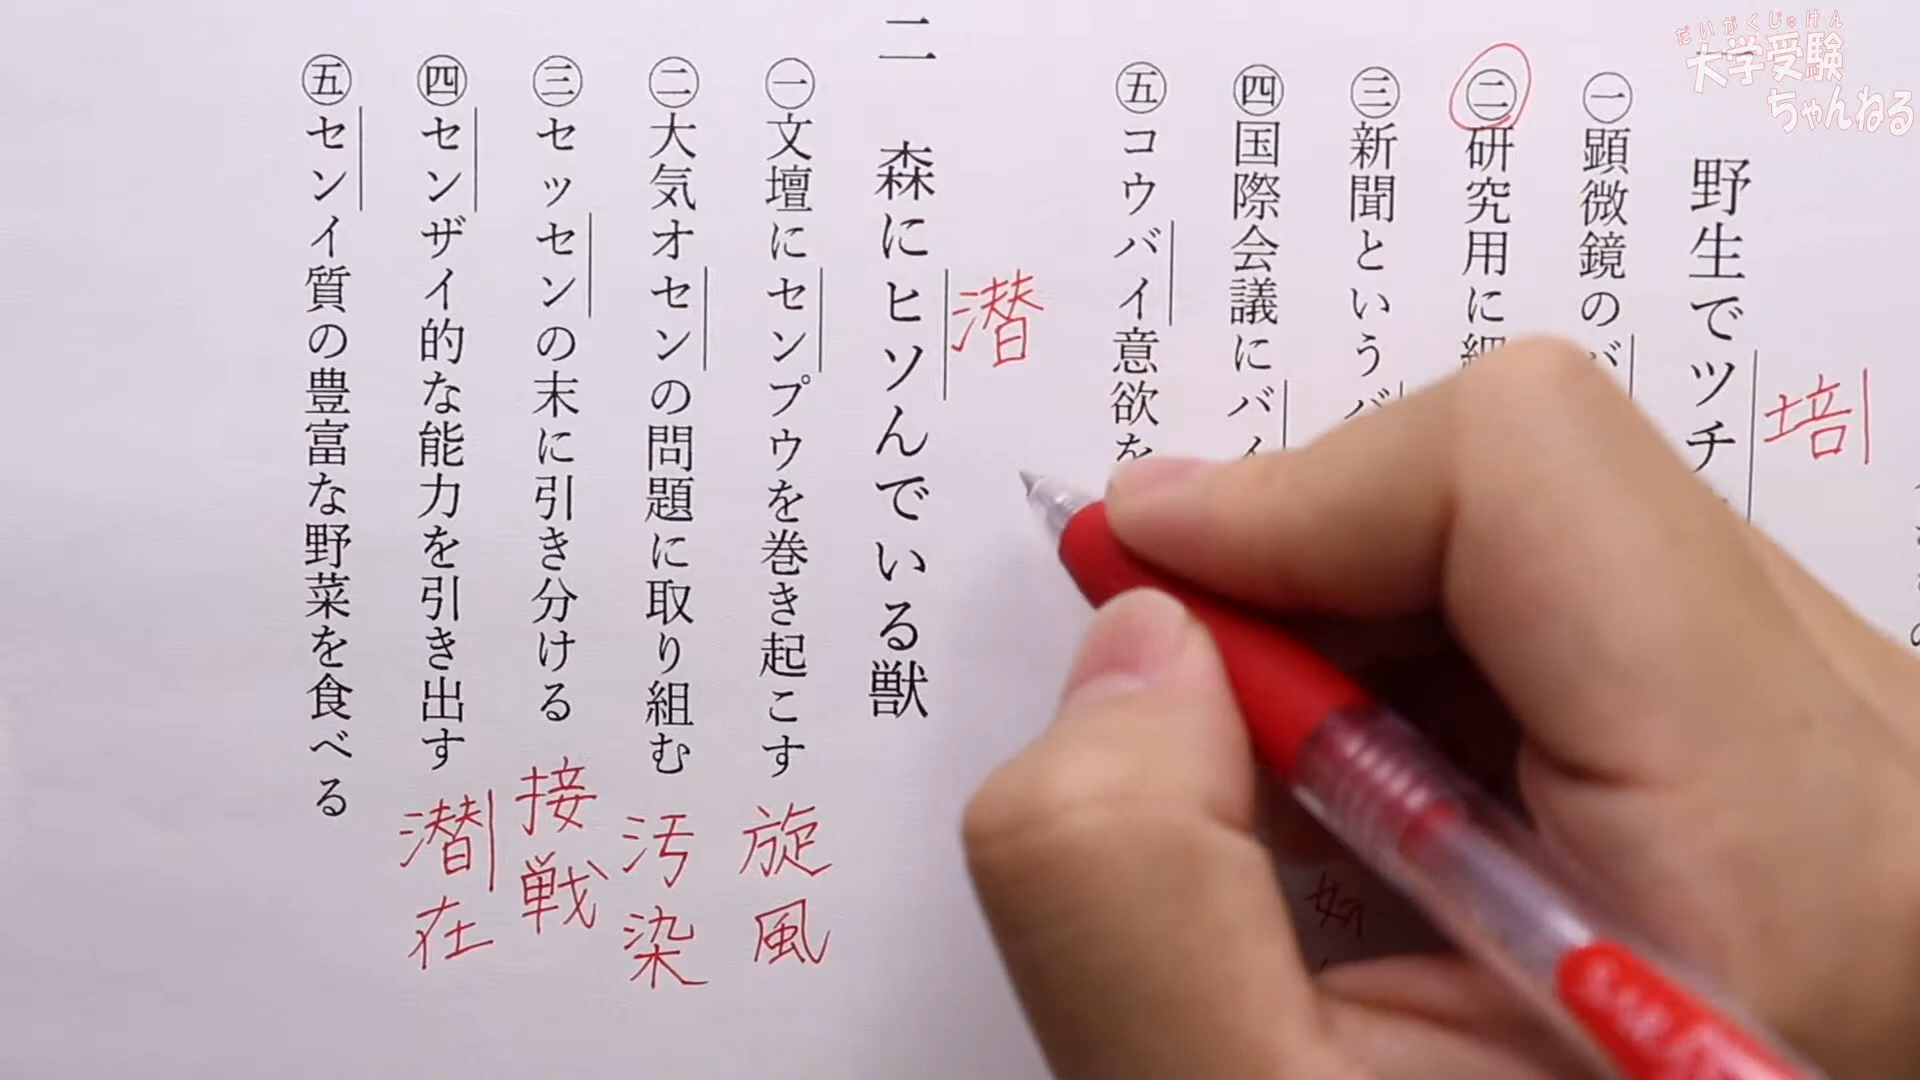 だいがくじゅけん
大学受験
ちゃんねる
野生でツチ
培
㊀顕微鏡のバ
㊁研究用に細
㊂新聞というバ
㊃国際会議にバイ
㊄コウバイ意欲を
二 森にヒソんでいる獣
潜
㊀文壇にセンプウを巻き起こす 旋風
㊁大気オセンの問題に取り組む 汚染
㊂セッセンの末に引き分ける 接戦
㊃センザイ的な能力を引き出す 潜在
㊄センイ質の豊富な野菜を食べる